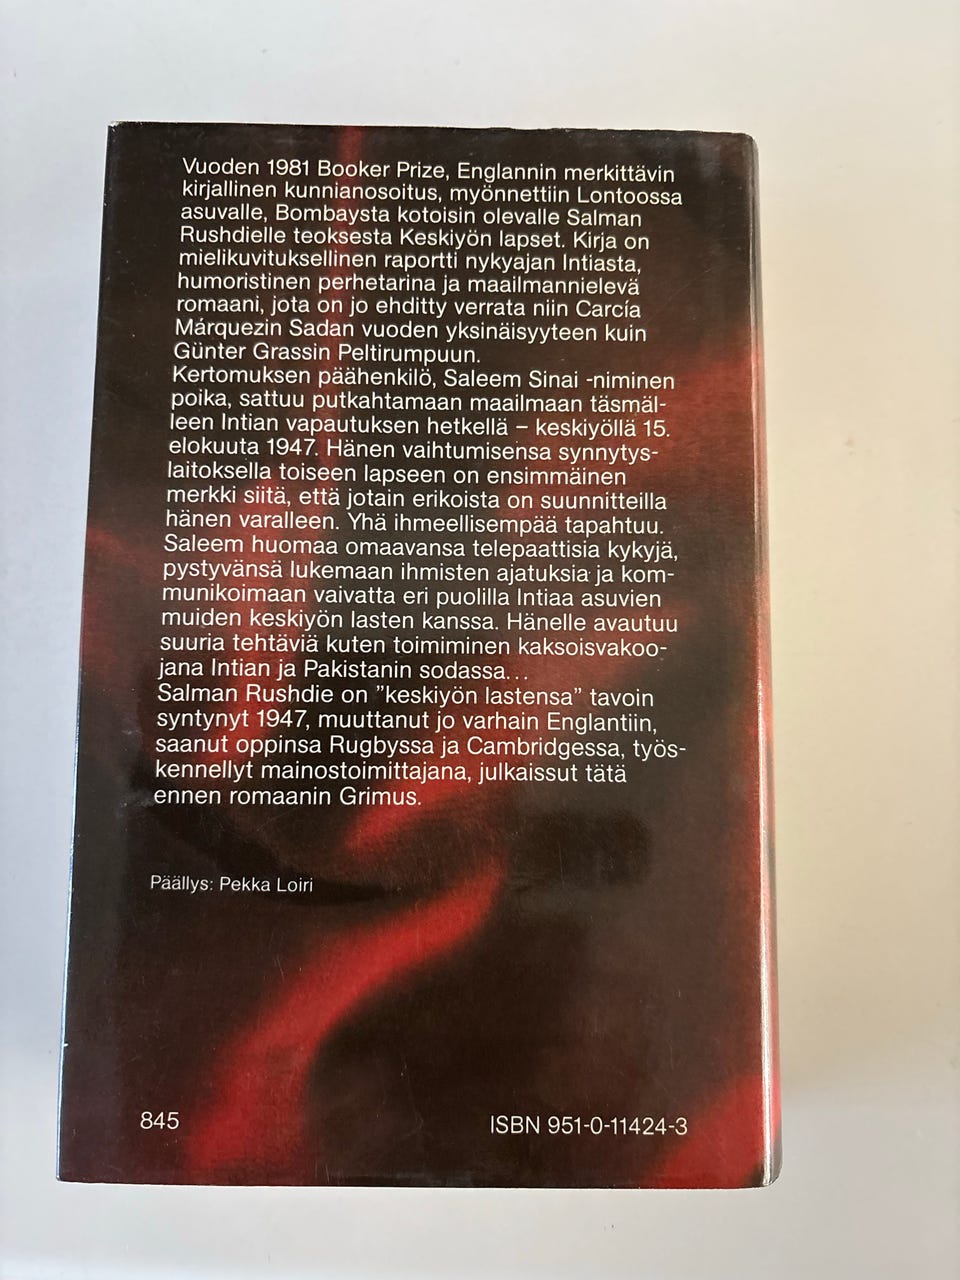 Vuoden 1981 Booker Prize, Englannin merkittävin
kirjallinen kunnianosoitus, myönnettiin Lontoossa
asuvalle, Bombaysta kotoisin olevalle Salman
Rushdielle teoksesta Keskiyön lapset. Kirja on
mielikuvituksellinen raportti nykyajan Intiasta,
humoristinen perhetarina ja maailmannielevä
romaani, jota on jo ehditty verrata niin Carcía
Márquezin Sadan vuoden yksinäisyyteen kuin
Günter Grassin Peltirumpuun.
Kertomuksen päähenkilö, Saleem Sinai -niminen
poika, sattuu putkahtamaan maailmaan täsmäl-
leen Intian vapautuksen hetkellä – keskiyöllä 15.
elokuuta 1947. Hänen vaihtumisensa synnytys-
laitoksella toiseen lapseen on ensimmäinen
merkki siitä, että jotain erikoista on suunnitteilla
hänen varalleen. Yhä ihmeellisempää tapahtuu.
Saleem huomaa omaavansa telepaattisia kykyjä,
pystyvänsä lukemaan ihmisten ajatuksia ja kom-
munikoimaan vaivatta eri puolilla Intiaa asuvien
muiden keskiyön lasten kanssa. Hänelle avautuu
suuria tehtäviä kuten toimiminen kaksoisvakoo-
jana Intian ja Pakistanin sodassa...
Salman Rushdie on ”keskiyön lastensa” tavoin
syntynyt 1947, muuttanut jo varhain Englantiin,
saanut oppinsa Rugbyssa ja Cambridgessa, työs-
kennellyt mainostoimittajana, julkaissut tätä
ennen romaanin Grimus.
Päällys: Pekka Loiri
845
ISBN 951-0-11424-3